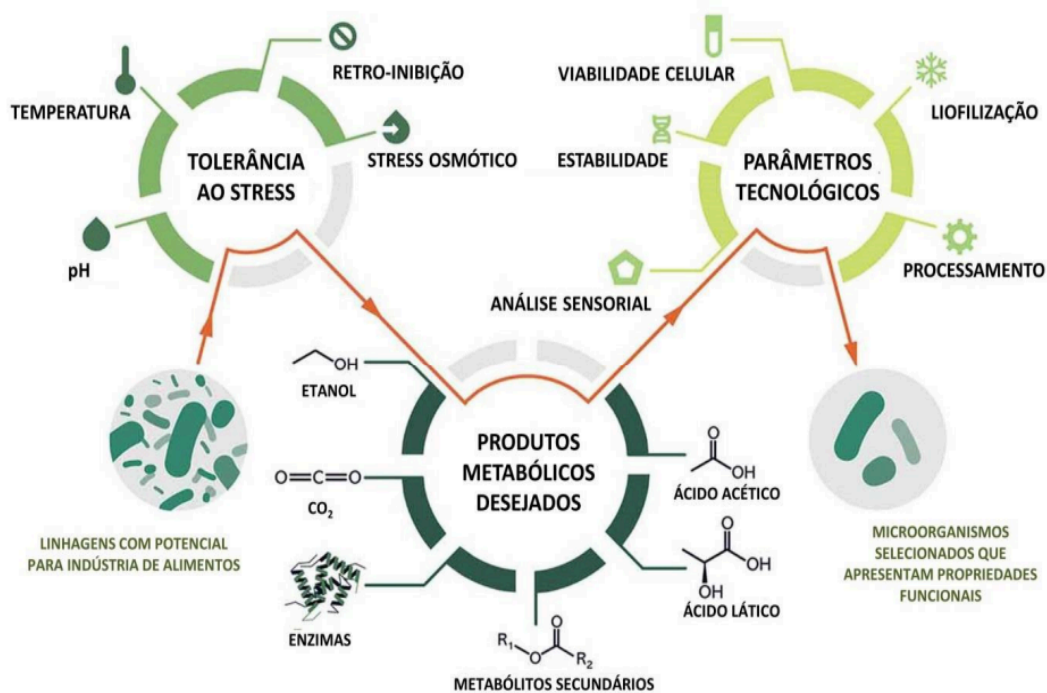 RETRO-INIBIÇÃO
TEMPERATURA
TOLERÂNCIA
AO STRESS
STRESS OSMÓTICO
pH
VIABILIDADE CELULAR
LIOFILIZAÇÃO
ESTABILIDADE
PARÂMETROS
TECNOLÓGICOS
PROCESSAMENTO
ANÁLISE SENSORIAL
OH
ETANOL
PRODUTOS
METABÓLICOS
DESEJADOS
O=C=O
CO₂
O
OH
ÁCIDO ACÉTICO
LINHAGENS COM POTENCIAL
PARA INDÚSTRIA DE ALIMENTOS
MICROORGANISMOS
SELECIONADOS QUE
APRESENTAM PROPRIEDADES
FUNCIONAIS
ENZIMAS
O
OH
OH
ÁCIDO LÁTICO
O
R₁
O
R₂
METABÓLITOS SECUNDÁRIOS